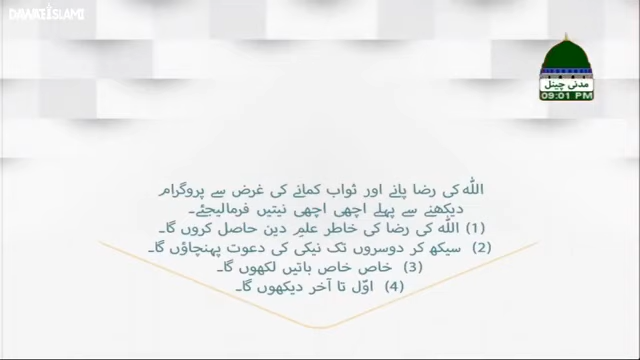 DAWATEISLAMI
مدنی چینل
09:01 PM
اللہ کی رضا پانے اور ثواب کمانے کی غرض سے پروگرام
دیکھنے سے پہلے اچھی اچھی نیتیں فرمالیجئے۔
(1) اللہ کی رضا کی خاطر علمِ دین حاصل کروں گا۔
(2) سیکھ کر دوسروں تک نیکی کی دعوت پہنچاؤں گا۔
(3) خاص خاص باتیں لکھوں گا۔
(4) اوّل تا آخر دیکھوں گا۔